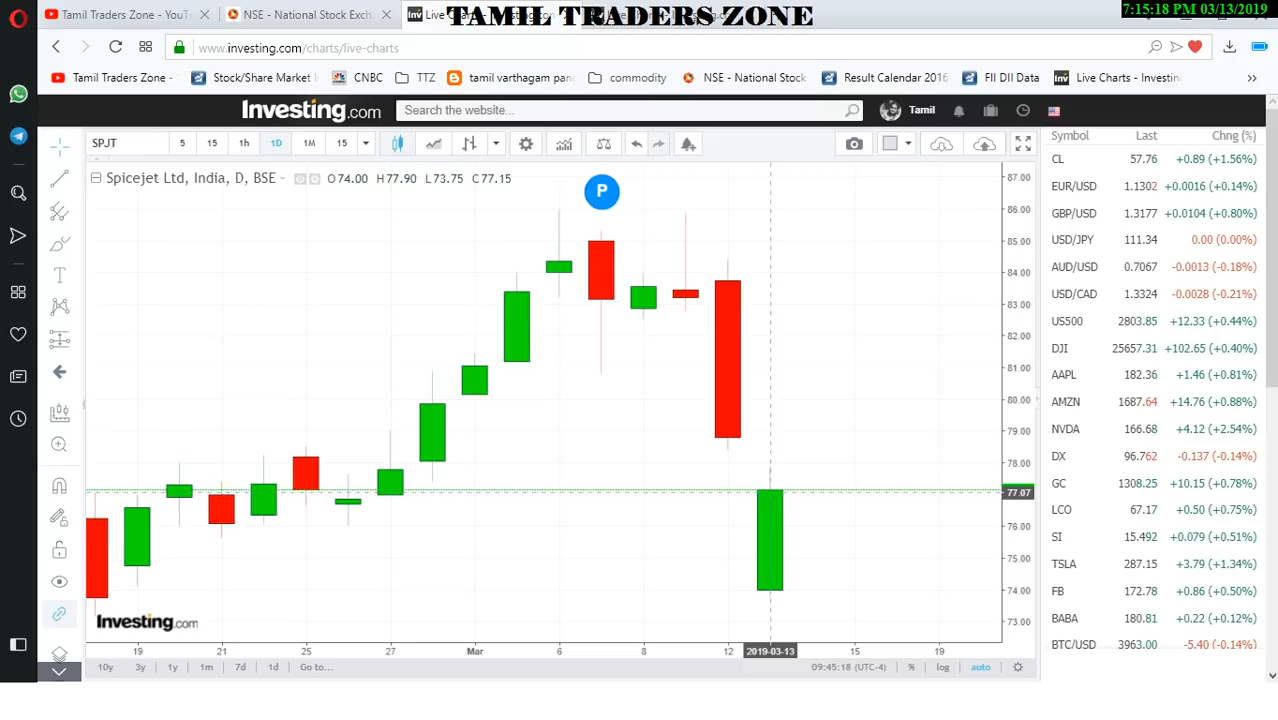 Tamil Traders Zone - YouT
NSE - National Stock Exch
Live
TAMIL TRADERS ZONE
7:15:18 PM 03/13/2019
www.investing.com/charts/live-charts
Tamil Traders Zone -
Stock/Share Market I
CNBC
TTZ
tamil varthagam pan
commodity
NSE - National Stock
Result Calendar 2016
FII DII Data
Live Charts - Investin
Investing.com
Search the website...
Tamil
SPJT
5
15
1h
1D
1M
15
Spicejet Ltd, India, D, BSE
O74.00 H77.90 L73.75 C77.15
P
87.00
86.00
85.00
84.00
83.00
82.00
81.00
80.00
79.00
78.00
77.07
76.00
75.00
74.00
73.00
Investing.com
19 21 25 27 Mar 6 8 12 2019-03-13 15 19
10y 3y 1y 1m 7d 1d Go to...
09:45:18 (UTC-4) % log auto
Symbol Last Chng (%)
CL 57.76 +0.89 (+1.56%)
EUR/USD 1.1302 +0.0016 (+0.14%)
GBP/USD 1.3177 +0.0104 (+0.80%)
USD/JPY 111.34 0.00 (0.00%)
AUD/USD 0.7067 -0.0013 (-0.18%)
USD/CAD 1.3324 -0.0028 (-0.21%)
US500 2803.85 +12.33 (+0.44%)
DJI 25657.31 +102.65 (+0.40%)
AAPL 182.36 +1.46 (+0.81%)
AMZN 1687.64 +14.76 (+0.88%)
NVDA 166.68 +4.12 (+2.54%)
DX 96.762 -0.137 (-0.14%)
GC 1308.25 +10.15 (+0.78%)
LCO 67.17 +0.50 (+0.75%)
SI 15.492 +0.079 (+0.51%)
TSLA 287.15 +3.79 (+1.34%)
FB 172.78 +0.86 (+0.50%)
BABA 180.81 +0.22 (+0.12%)
BTC/USD 3963.00 -5.40 (-0.14%)